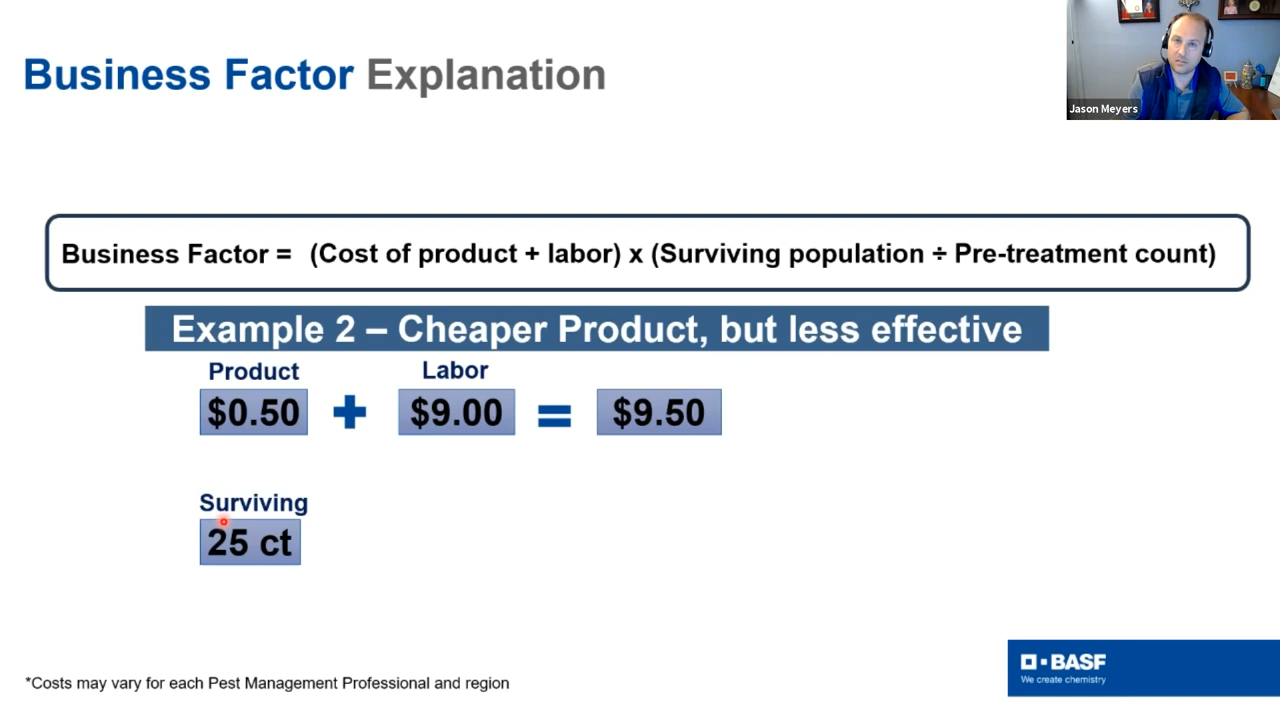 Business Factor Explanation
Jason Meyers
Business Factor = (Cost of product + labor) x (Surviving population ÷ Pre-treatment count)
Example 2 – Cheaper Product, but less effective
Product Labor
$0.50 + $9.00 = $9.50
Surviving
25 ct
BASF
We create chemistry
*Costs may vary for each Pest Management Professional and region